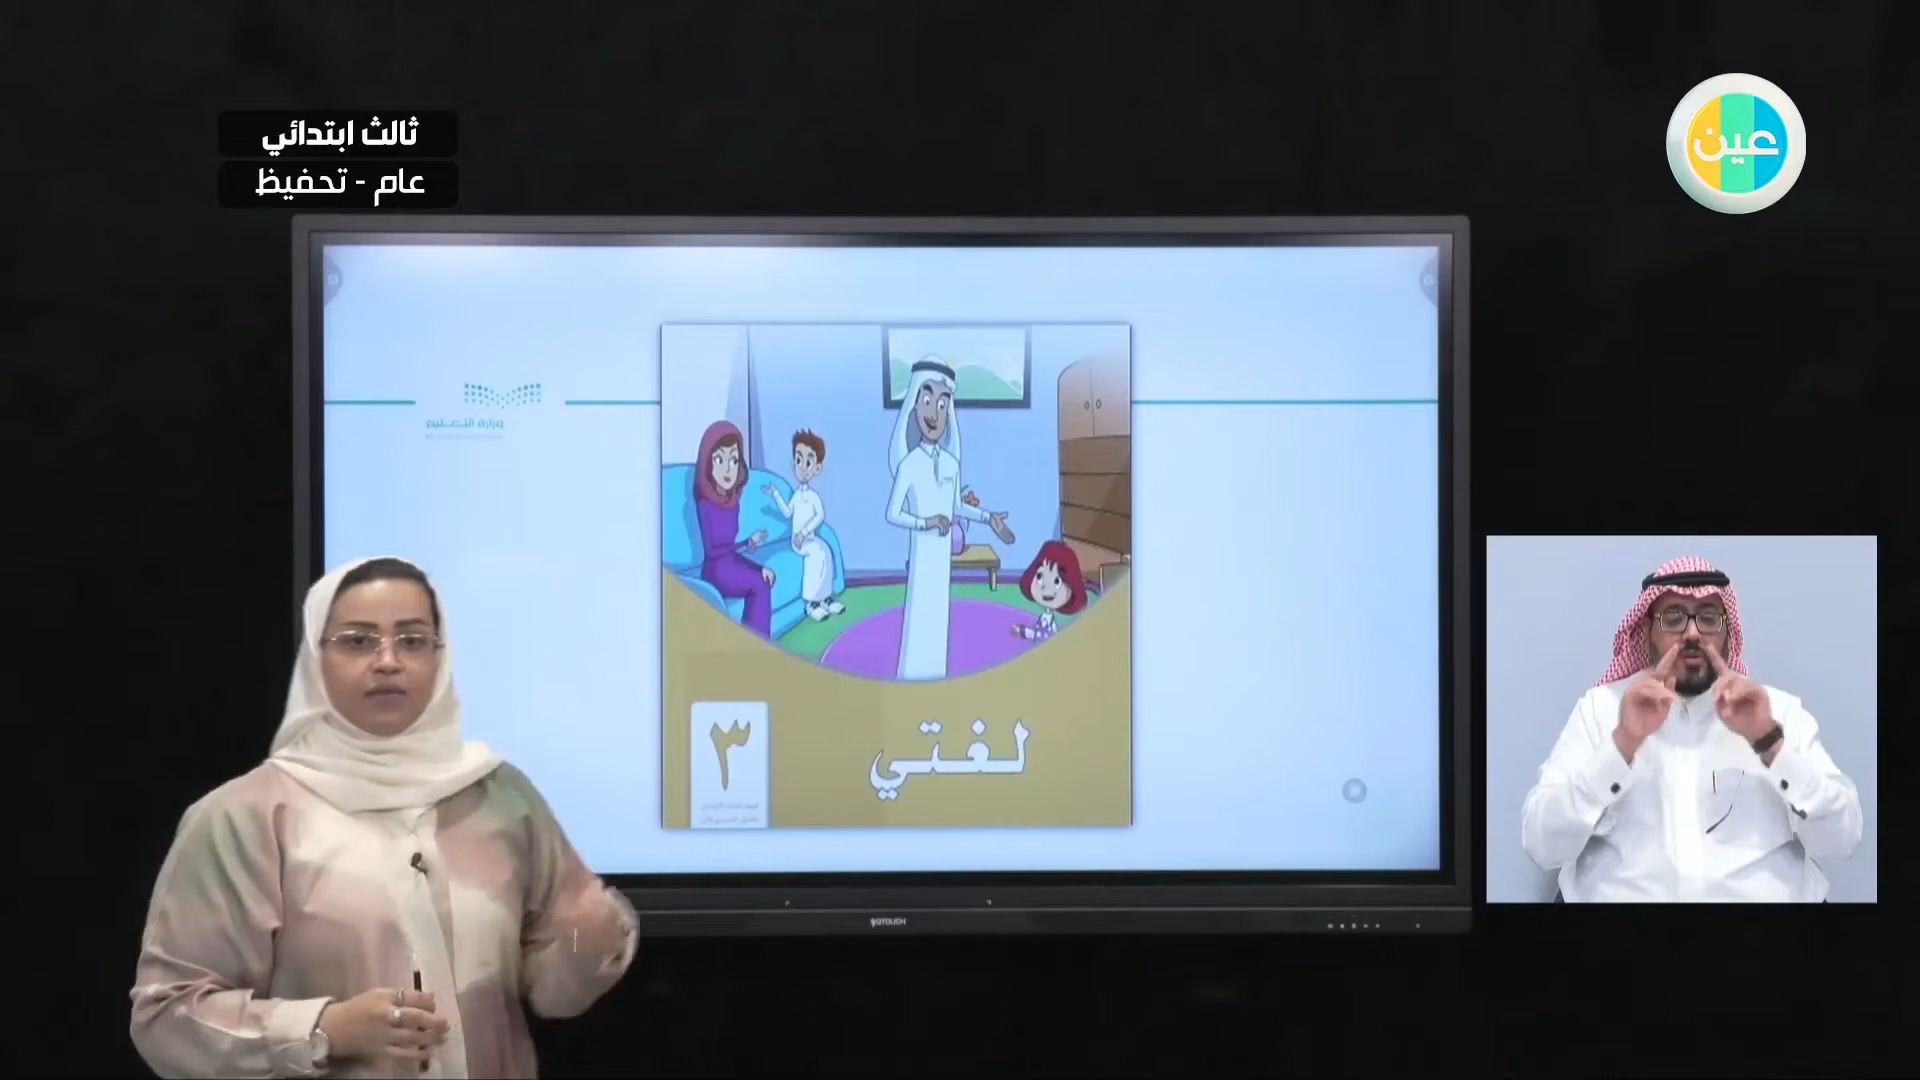 ثالث ابتدائي
عام - تحفيظ
عين
وزارة التعليم
لغتي
٣